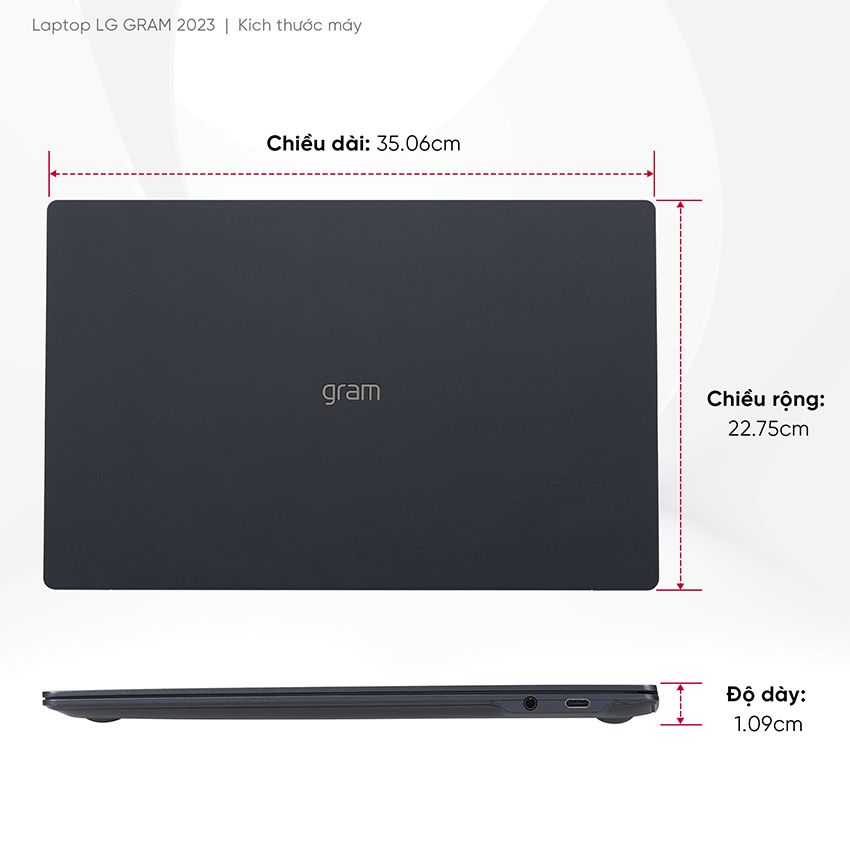 Laptop LG GRAM 2023 | Kích thước máy
Chiều dài: 35.06cm
gram
Chiều rộng:
22.75cm
Độ dày:
1.09cm